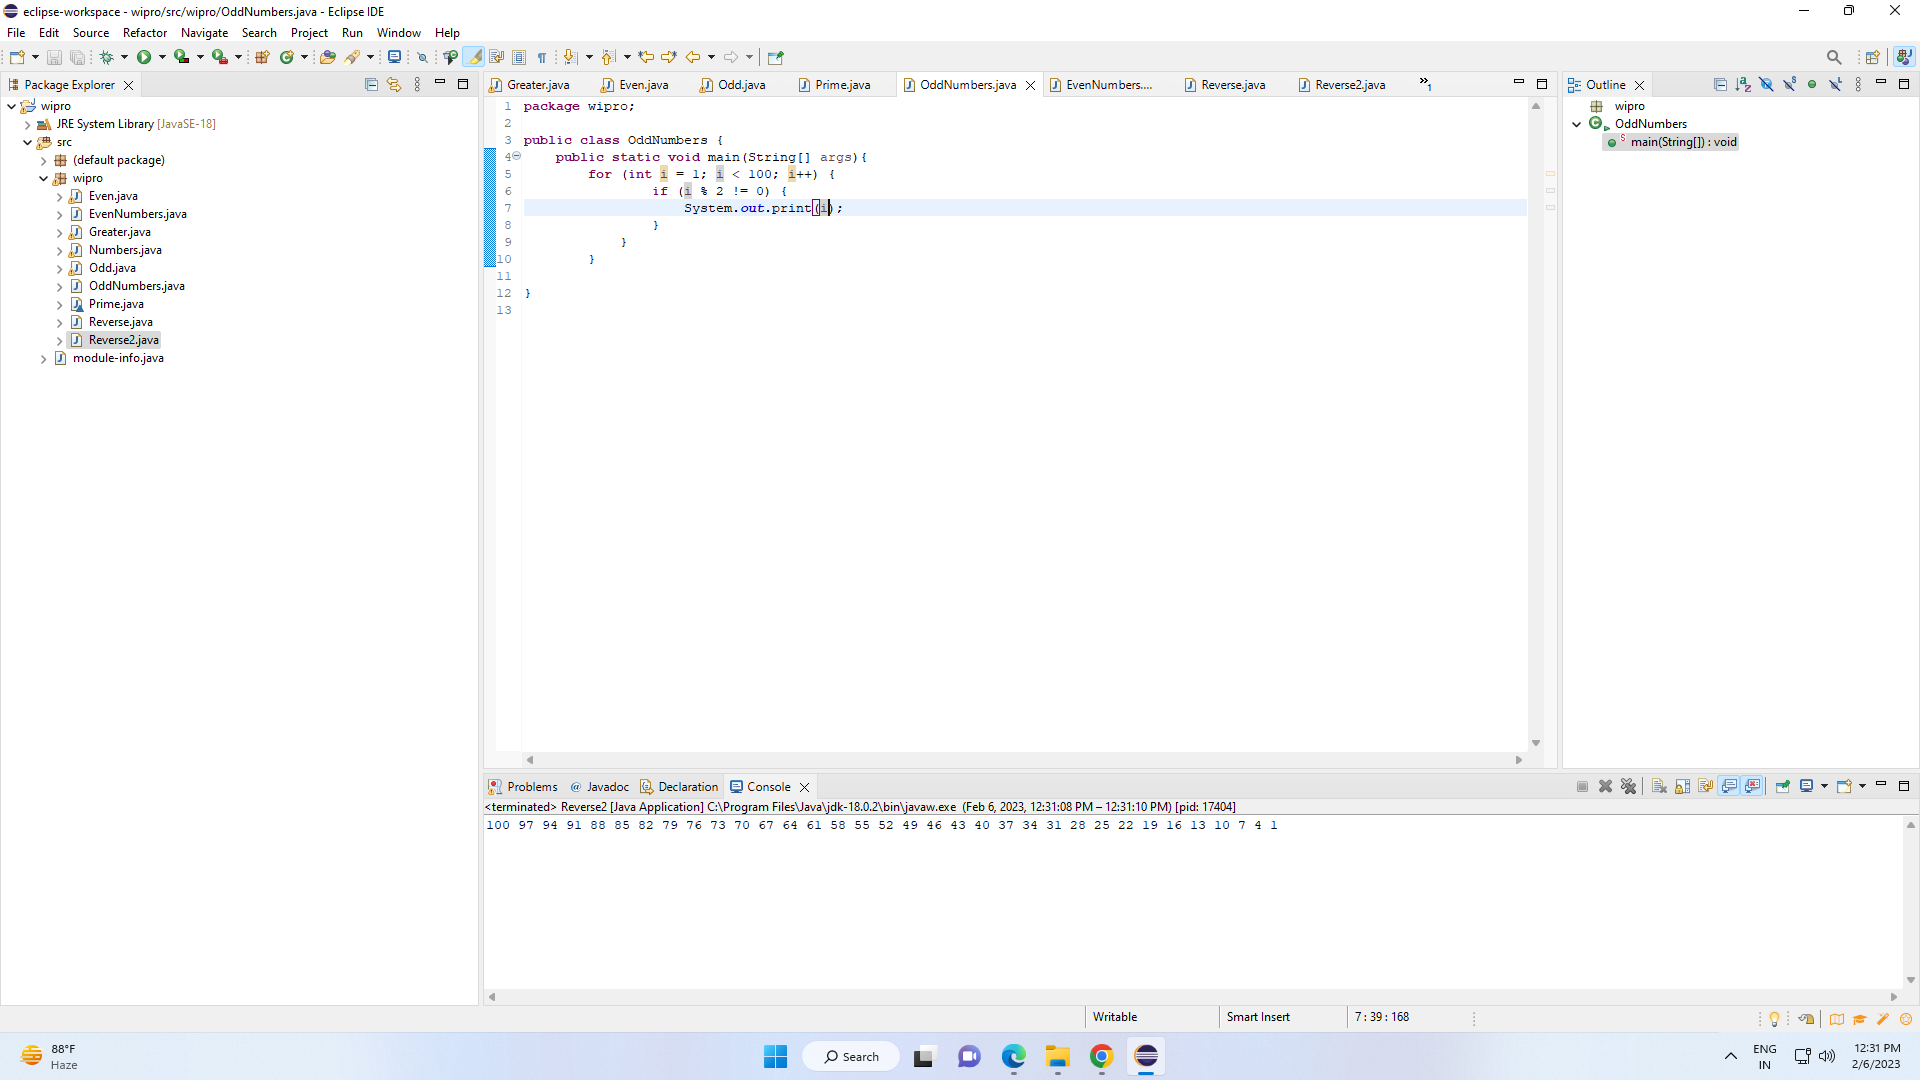 eclipse-workspace - wipro/src/wipro/OddNumbers.java - Eclipse IDE
File Edit Source Refactor Navigate Search Project Run Window Help
Package Explorer
wipro
JRE System Library [JavaSE-18]
src
(default package)
wipro
Even.java
EvenNumbers.java
Greater.java
Numbers.java
Odd.java
OddNumbers.java
Prime.java
Reverse.java
Reverse2.java
module-info.java
Greater.java Even.java Odd.java Prime.java OddNumbers.java EvenNumbers.... Reverse.java Reverse2.java »1
1 package wipro;
2
3 public class OddNumbers {
4 public static void main(String[] args){
5 for (int i = 1; i < 100; i++) {
6 if (i % 2 != 0) {
7 System.out.print(i);
8 }
9 }
10 }
11
12 }
13
Outline
wipro
OddNumbers
S main(String[]) : void
Problems @ Javadoc Declaration Console
<terminated> Reverse2 [Java Application] C:\Program Files\Java\jdk-18.0.2\bin\javaw.exe (Feb 6, 2023, 12:31:08 PM – 12:31:10 PM) [pid: 17404]
100 97 94 91 88 85 82 79 76 73 70 67 64 61 58 55 52 49 46 43 40 37 34 31 28 25 22 19 16 13 10 7 4 1
Writable Smart Insert 7 : 39 : 168
88°F
Haze
Search
ENG
IN
12:31 PM
2/6/2023